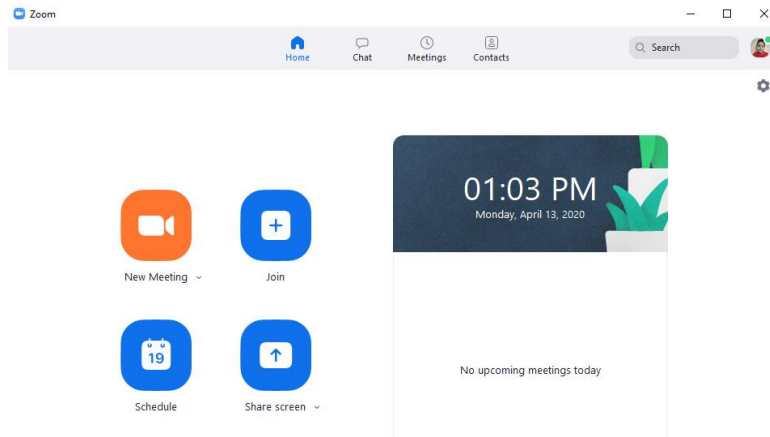 Zoom
Home
Chat
Meetings
Contacts
Search
01:03 PM
Monday, April 13, 2020
New Meeting
Join
19
Schedule
Share screen
No upcoming meetings today